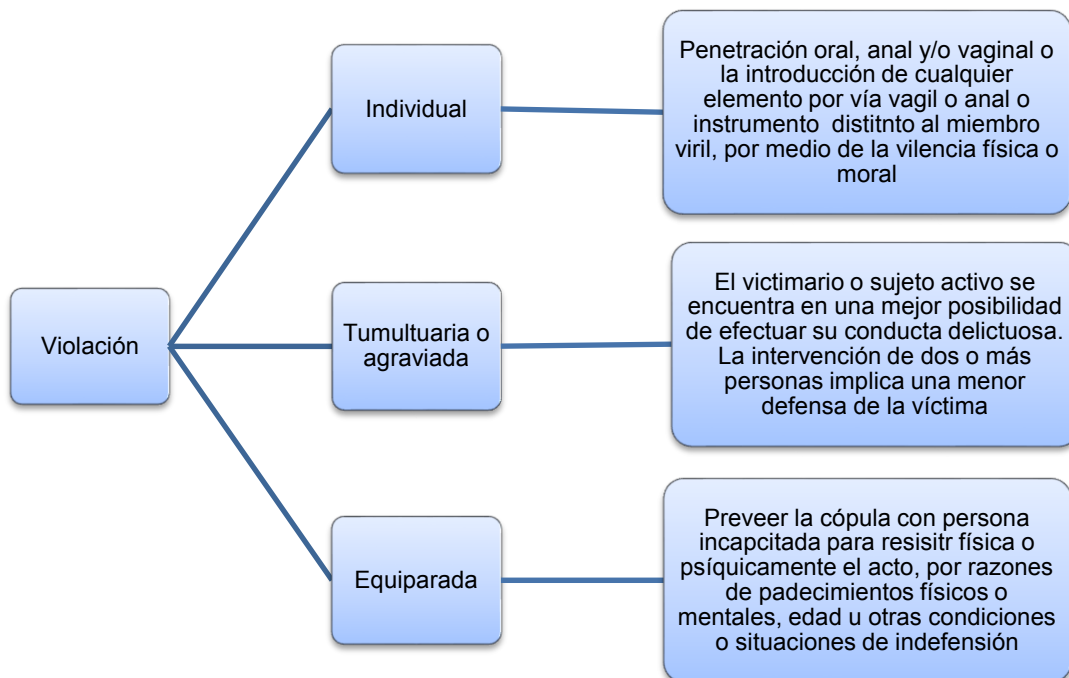 Violación
Individual
Penetración oral, anal y/o vaginal o
la introducción de cualquier
elemento por vía vagil o anal o
instrumento distitnto al miembro
viril, por medio de la vilencia física o
moral
Tumultuaria o
agraviada
El victimario o sujeto activo se
encuentra en una mejor posibilidad
de efectuar su conducta delictuosa.
La intervención de dos o más
personas implica una menor
defensa de la víctima
Equiparada
Preveer la cópula con persona
incapcitada para resisitr física o
psíquicamente el acto, por razones
de padecimientos físicos o
mentales, edad u otras condiciones
o situaciones de indefensión